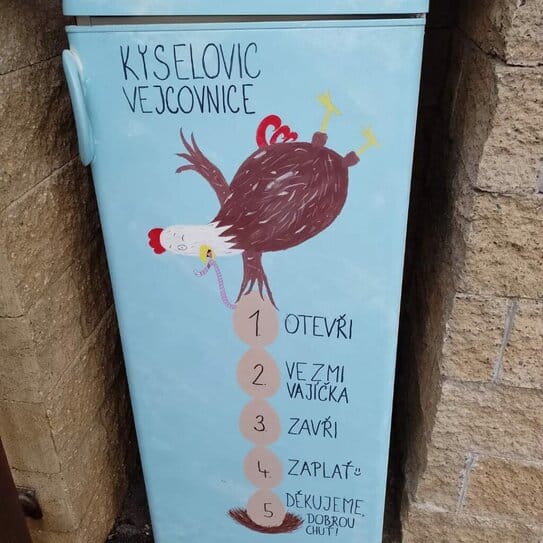 KYSELOVIC
VEJCOVNICE
1 OTEVŘI
2. VEZMI
VAJÍČKA
3. ZAVŘI
4. ZAPLAŤ☺
5. DĚKUJEME,
DOBROU
CHUŤ!